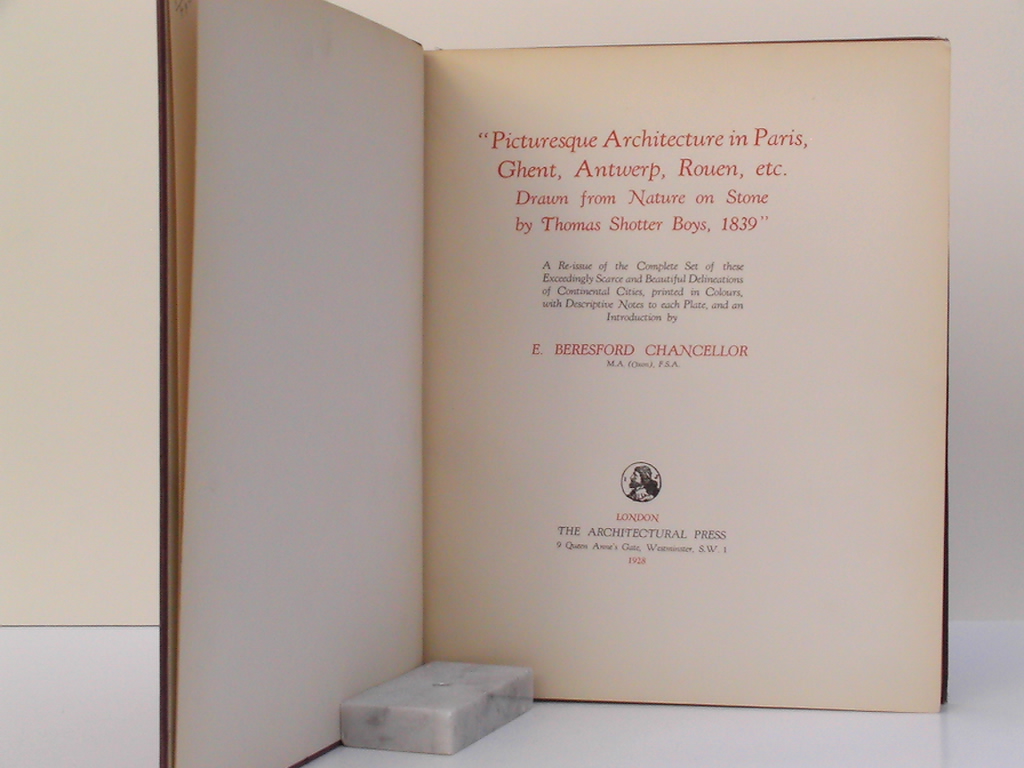 "Picturesque Architecture in Paris,
Ghent, Antwerp, Rouen, etc.
Drawn from Nature on Stone
by Thomas Shotter Boys, 1839"
A Re-issue of the Complete Set of these
Exceedingly Scarce and Beautiful Delineations
of Continental Cities, printed in Colours,
with Descriptive Notes to each Plate, and an
Introduction by
E. BERESFORD CHANCELLOR
M.A. (Oxon.), F.S.A.
LONDON
THE ARCHITECTURAL PRESS
9 Queen Anne's Gate, Westminster, S.W. 1
1928